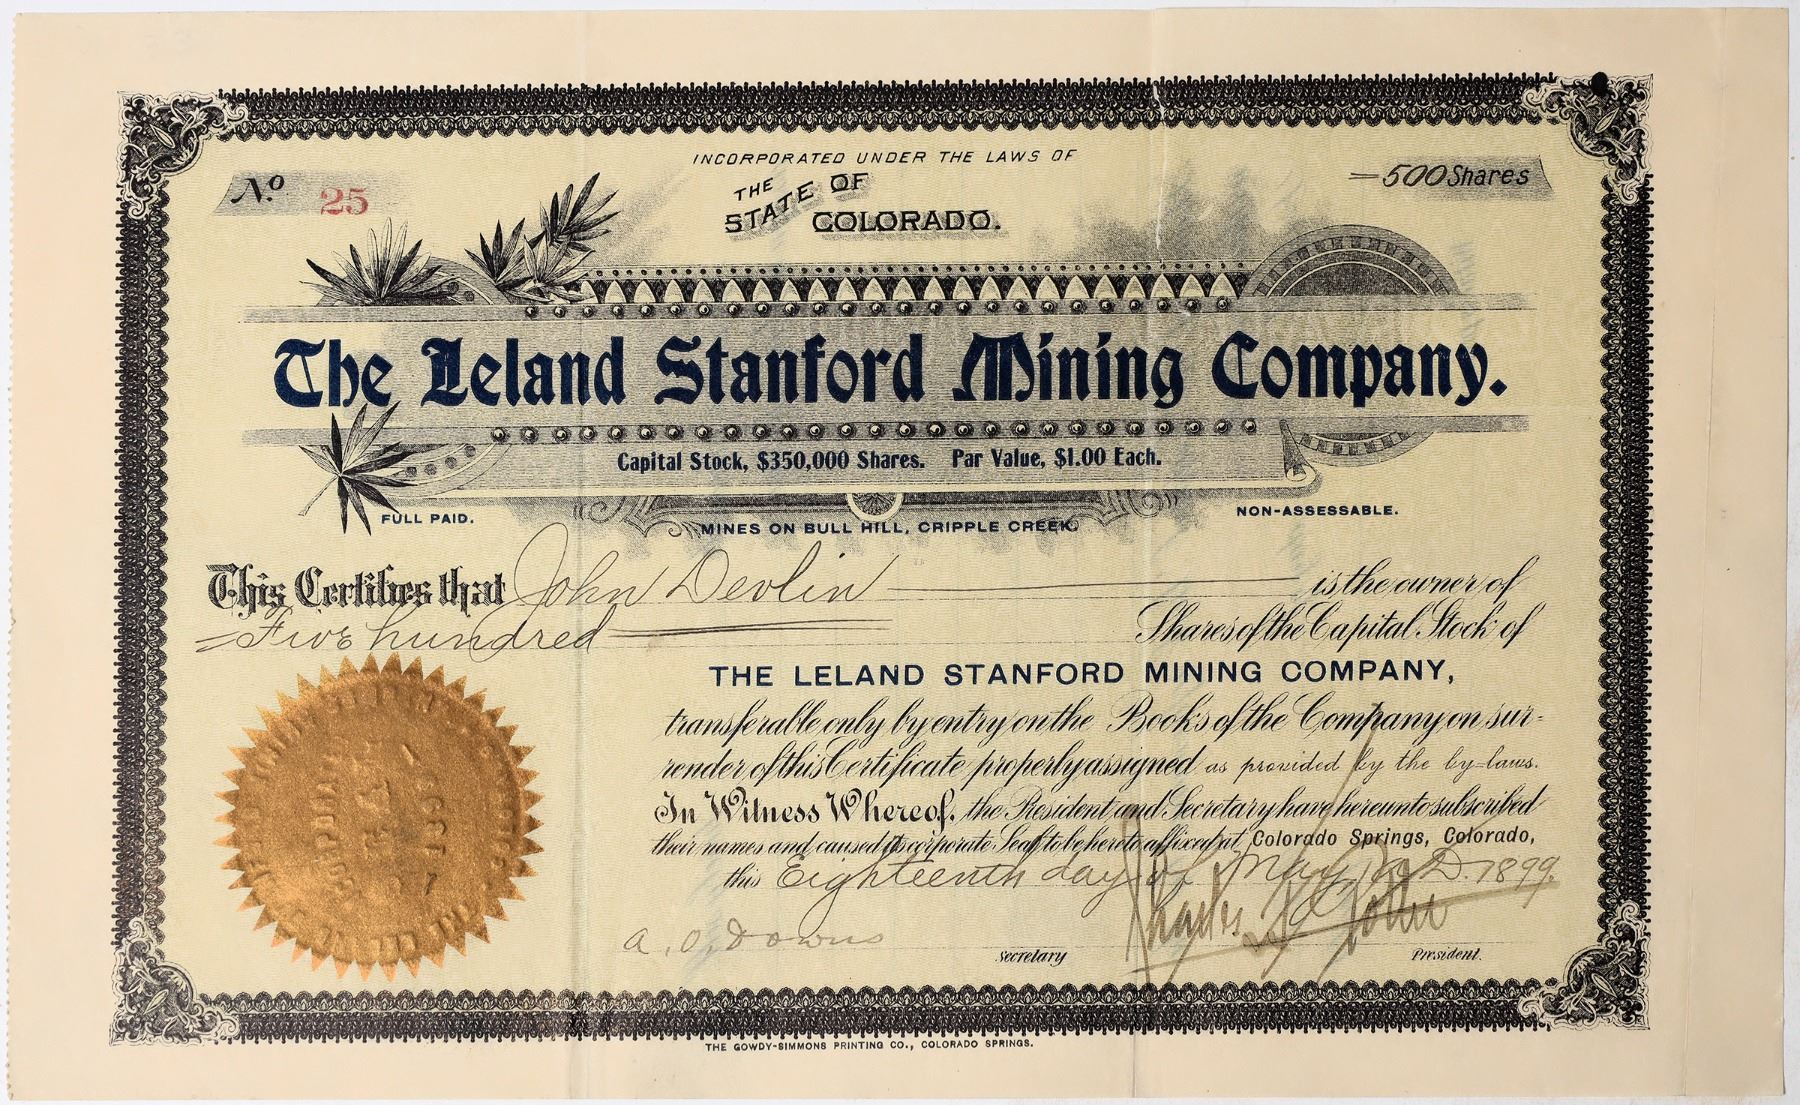 INCORPORATED UNDER THE LAWS OF
THE STATE OF COLORADO.
No. 25
500 Shares
The Leland Stanford Mining Company.
Capital Stock, $350,000 Shares. Par Value, $1.00 Each.
FULL PAID.
MINES ON BULL HILL, CRIPPLE CREEK.
NON-ASSESSABLE.
This Certifies that John Devlin is the owner of
Five hundred Shares of the Capital Stock of
THE LELAND STANFORD MINING COMPANY,
transferable only by entry on the Books of the Company on sur-
render of this Certificate properly assigned as provided by the by-laws.
In Witness Whereof, the President and Secretary have hereunto subscribed
their names and caused its corporate Seal to be hereto affixed at Colorado Springs, Colorado,
this Eighteenth day of May A.D. 1899.
A. O. Downs secretary Charles President.
THE GOWDY-SIMMONS PRINTING CO., COLORADO SPRINGS.